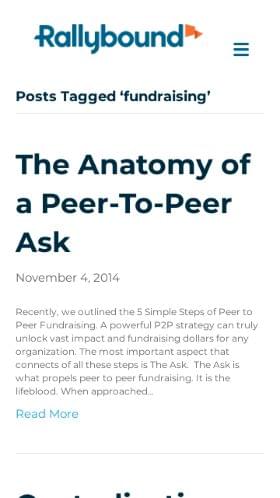 Rallybound
Posts Tagged ‘fundraising’
The Anatomy of
a Peer-To-Peer
Ask
November 4, 2014
Recently, we outlined the 5 Simple Steps of Peer to
Peer Fundraising. A powerful P2P strategy can truly
unlock vast impact and fundraising dollars for any
organization. The most important aspect that
connects of all these steps is The Ask.  The Ask is
what propels peer to peer fundraising. It is the
lifeblood. When approached…
Read More